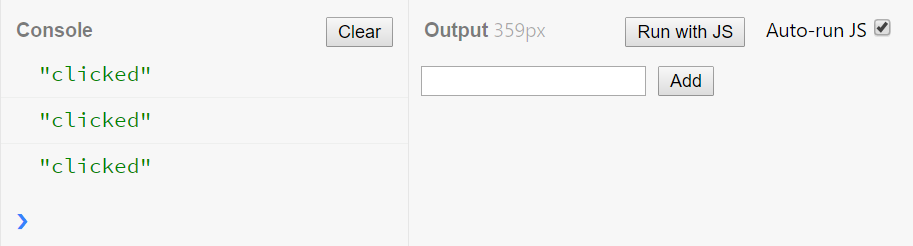 Console
Clear
"clicked"
"clicked"
"clicked"
Output 359px
Run with JS
Auto-run JS
Add